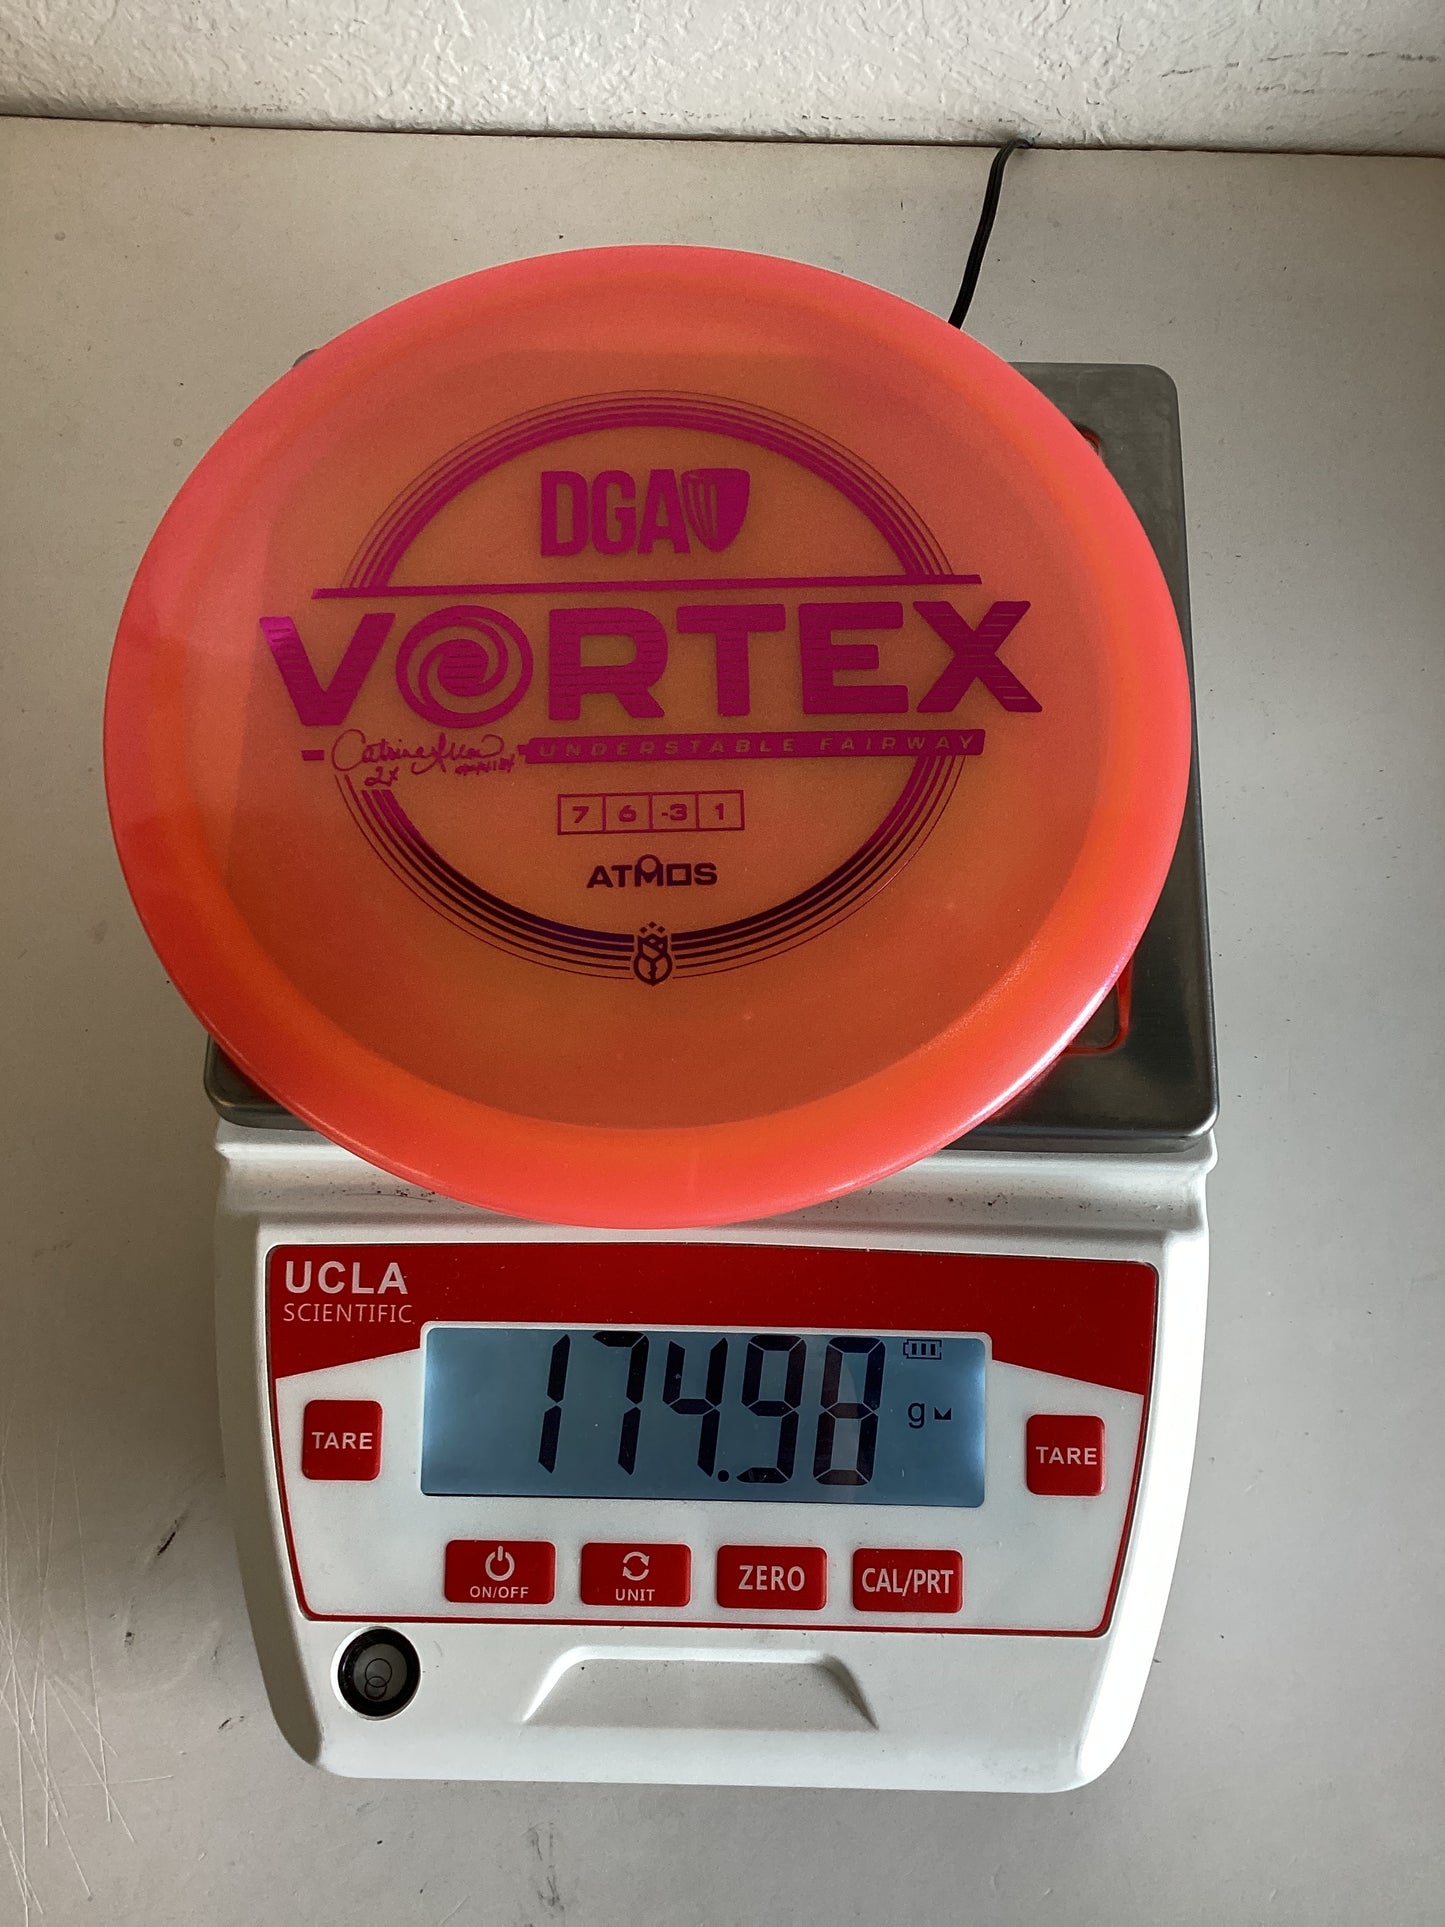 DGA
VORTEX
UNDERSTABLE FAIRWAY
2x
7 6 -3 1
ATMOS
UCLA
SCIENTIFIC
174.98 g
TARE
TARE
ON/OFF
UNIT
ZERO
CAL/PRT